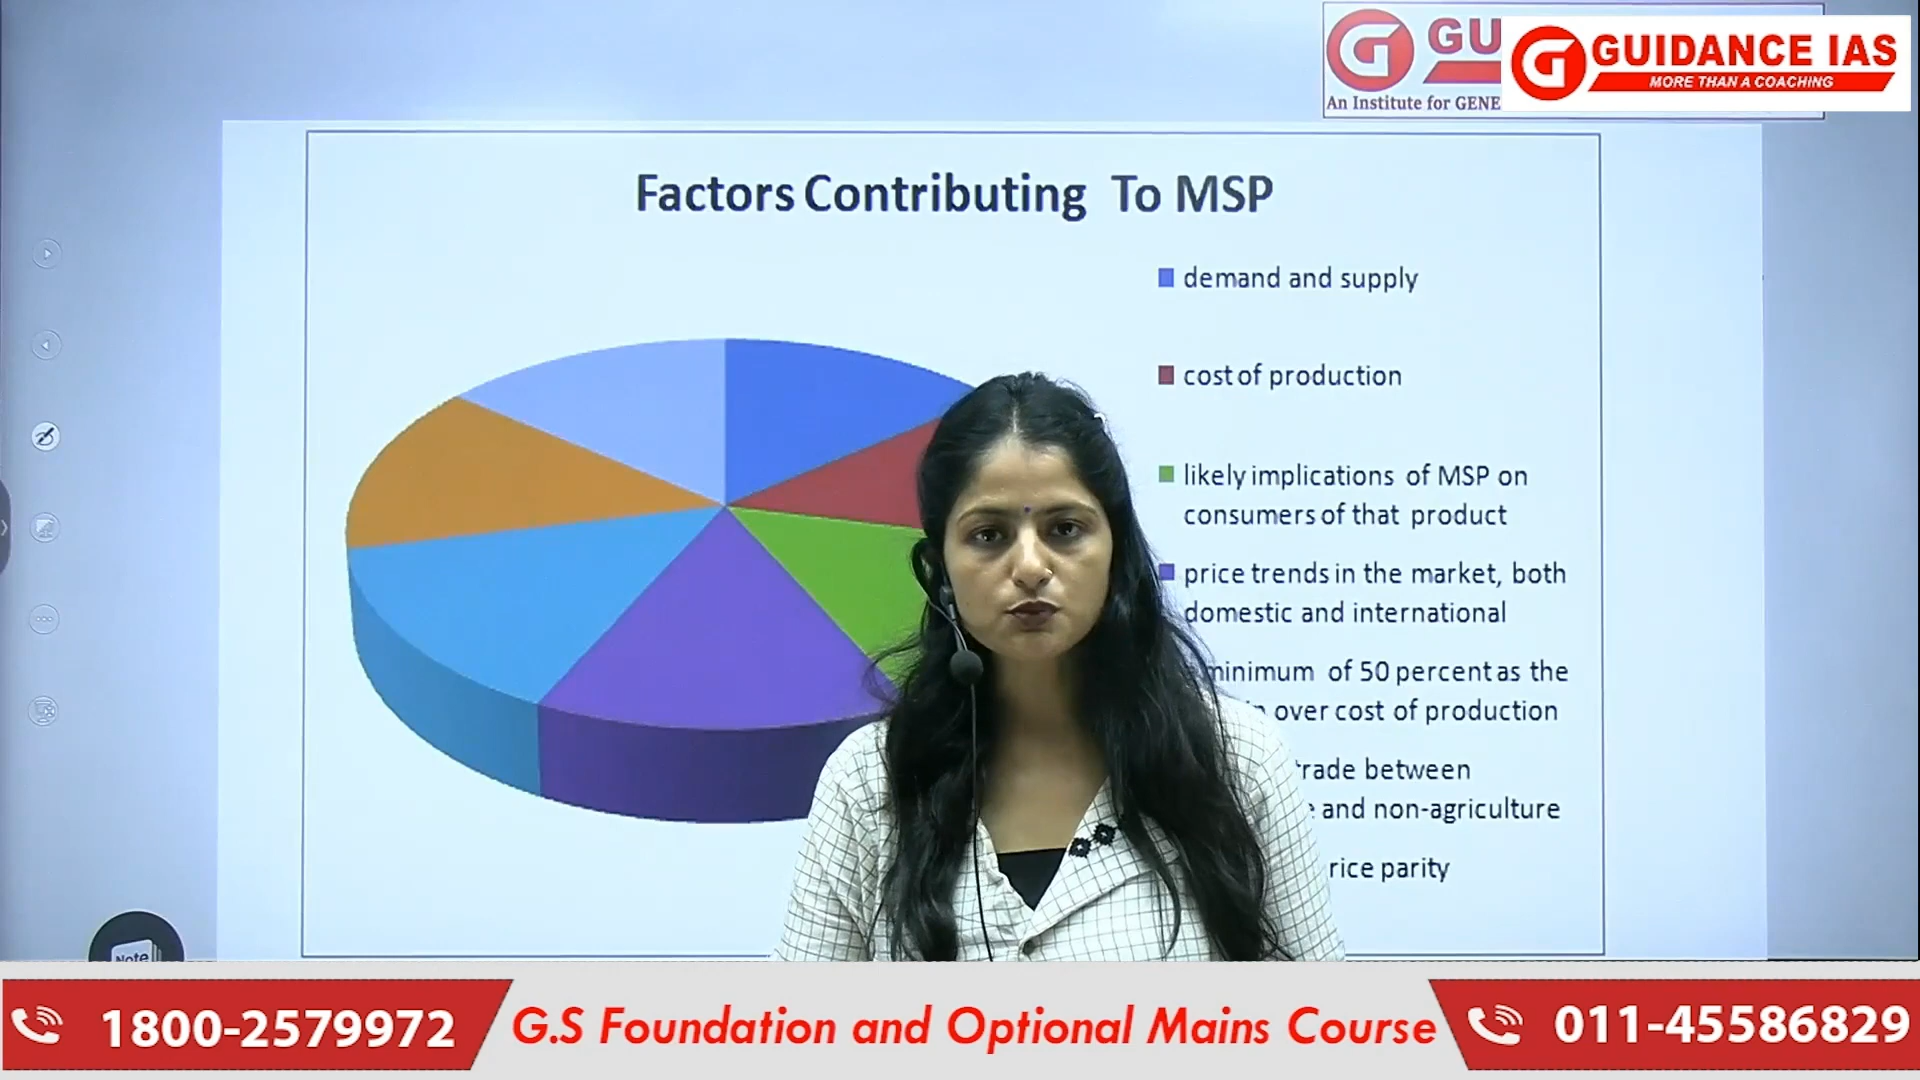 GU
An Institute for GENE
GUIDANCE IAS
MORE THAN A COACHING
Factors Contributing To MSP
demand and supply
cost of production
likely implications of MSP on
consumers of that product
price trends in the market, both
domestic and international
minimum of 50 percent as the
over cost of production
trade between
and non-agriculture
rice parity
Note
1800-2579972
G.S Foundation and Optional Mains Course
011-45586829